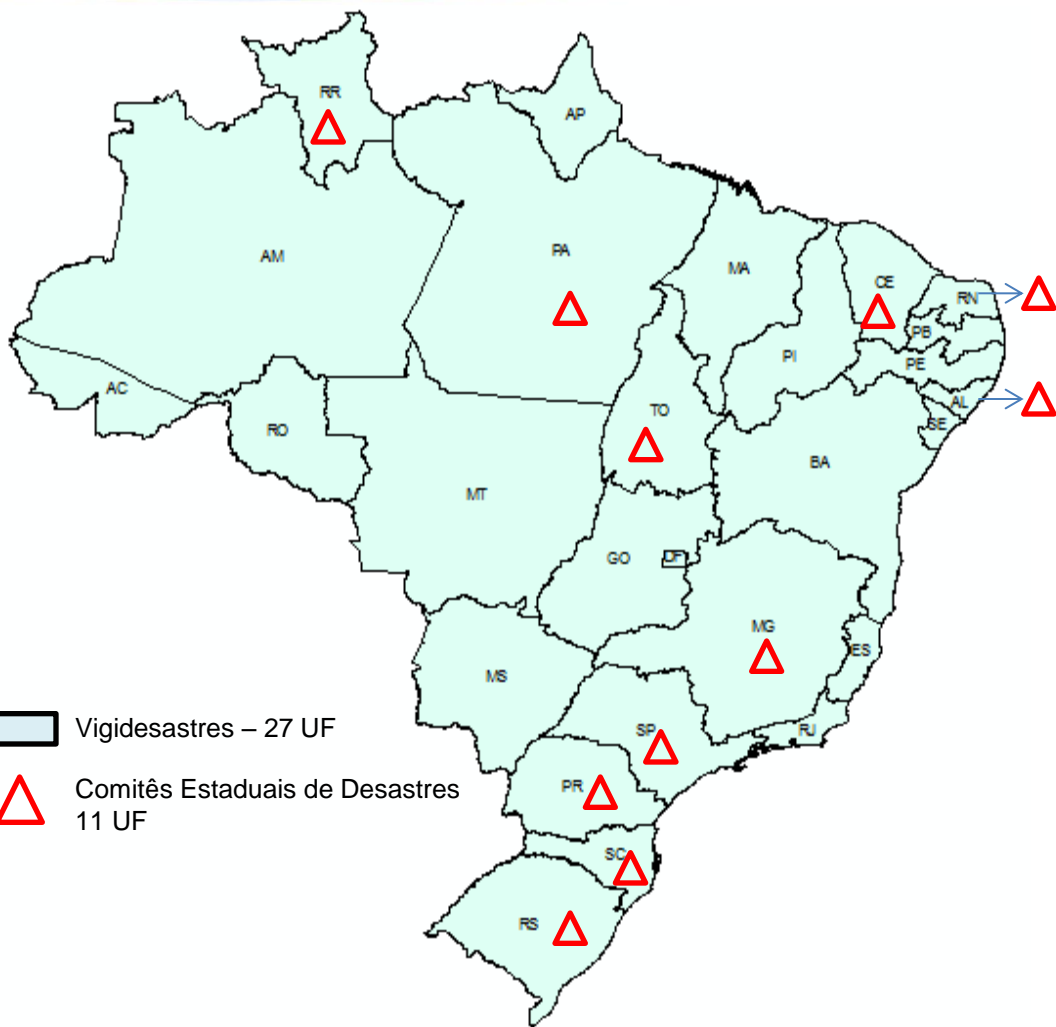 RR
AP
AM
PA
MA
CE
RN
PB
PI
PE
AC
TO
AL
SE
RO
BA
MT
GO
DF
MG
ES
MS
SP
RJ
PR
SC
RS
Vigidesastres – 27 UF
Comitês Estaduais de Desastres
11 UF